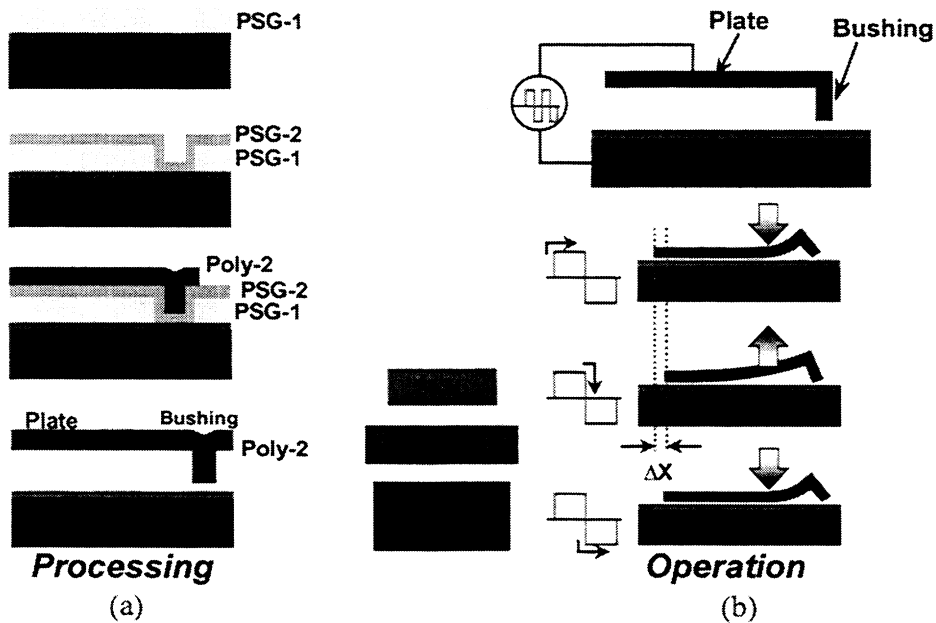 PSG-1
PSG-2
PSG-1
Poly-2
PSG-2
PSG-1
Plate
Bushing
Poly-2
Processing
(a)
Plate
Bushing
ΔX
Operation
(b)